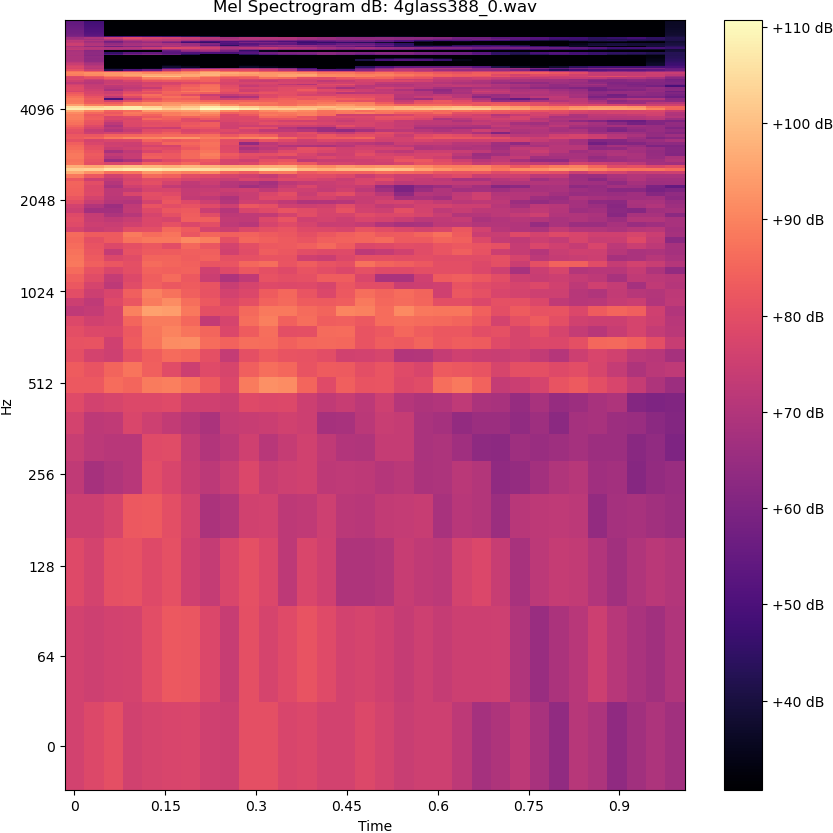 Mel Spectrogram dB: 4glass388_0.wav
+110 dB
4096
+100 dB
2048
+90 dB
1024
+80 dB
512
+70 dB
Hz
256
+60 dB
128
+50 dB
64
+40 dB
0
0 0.15 0.3 0.45 0.6 0.75 0.9
Time